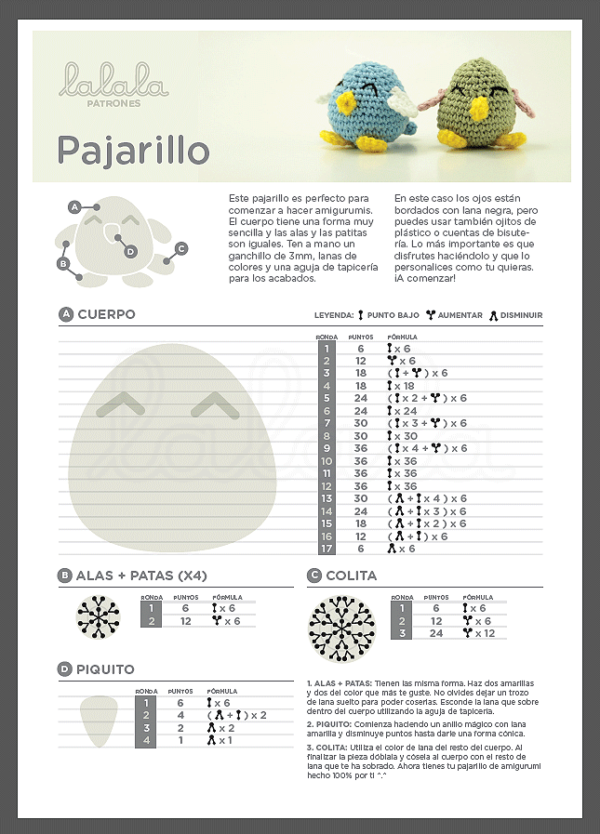 lalala
PATRONES
Pajarillo
A
B
C
D
Este pajarillo es perfecto para
comenzar a hacer amigurumis.
El cuerpo tiene una forma muy
sencilla y las alas y las patitas
son iguales. Ten a mano un
ganchillo de 3mm, lanas de
colores y una aguja de tapicería
para los acabados.
En este caso los ojos están
bordados con lana negra, pero
puedes usar también ojitos de
plástico o cuentas de bisute-
ría. Lo más importante es que
disfrutes haciéndolo y que lo
personalices como tu quieras.
¡A comenzar!
A CUERPO
LEYENDA: PUNTO BAJO AUMENTAR DISMINUIR
RONDA PUNTOS FÓRMULA
1 6 x 6
2 12 x 6
3 18 ( + ) x 6
4 18 x 18
5 24 ( x 2 + ) x 6
6 24 x 24
7 30 ( x 3 + ) x 6
8 30 x 30
9 36 ( x 4 + ) x 6
10 36 x 36
11 36 x 36
12 36 x 36
13 30 ( + x 4 ) x 6
14 24 ( + x 3 ) x 6
15 18 ( + x 2 ) x 6
16 12 ( + ) x 6
17 6 x 6
lalala
B ALAS + PATAS (X4)
RONDA PUNTOS FÓRMULA
1 6 x 6
2 12 x 6
C COLITA
RONDA PUNTOS FÓRMULA
1 6 x 6
2 12 x 6
3 24 x 12
D PIQUITO
RONDA PUNTOS FÓRMULA
1 6 x 6
2 4 ( + ) x 2
3 2 x 2
4 1 x 1
1. ALAS + PATAS: Tienen las misma forma. Haz dos amarillas
y dos del color que más te guste. No olvides dejar un trozo
de lana suelto para poder coserlas. Esconde la lana que sobre
dentro del cuerpo utilizando la aguja de tapicería.
2. PIQUITO: Comienza haciendo un anillo mágico con lana
amarilla y disminuye puntos hasta darle una forma cónica.
3. COLITA: Utiliza el color de lana del resto del cuerpo. Al
finalizar la pieza dóblala y cósela al cuerpo con el resto de
lana que te ha sobrado. Ahora tienes tu pajarillo de amigurumi
hecho 100% por ti ^.^